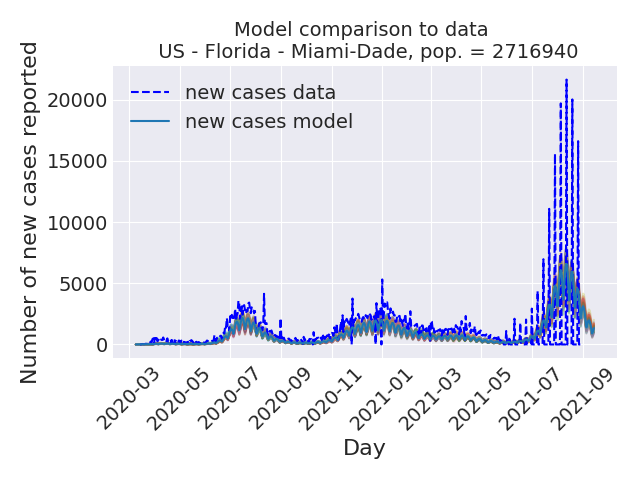 Model comparison to data
US - Florida - Miami-Dade, pop. = 2716940
Number of new cases reported
new cases data
new cases model
20000
15000
10000
5000
0
2020-03
2020-05
2020-07
2020-09
2020-11
2021-01
2021-03
2021-05
2021-07
2021-09
Day